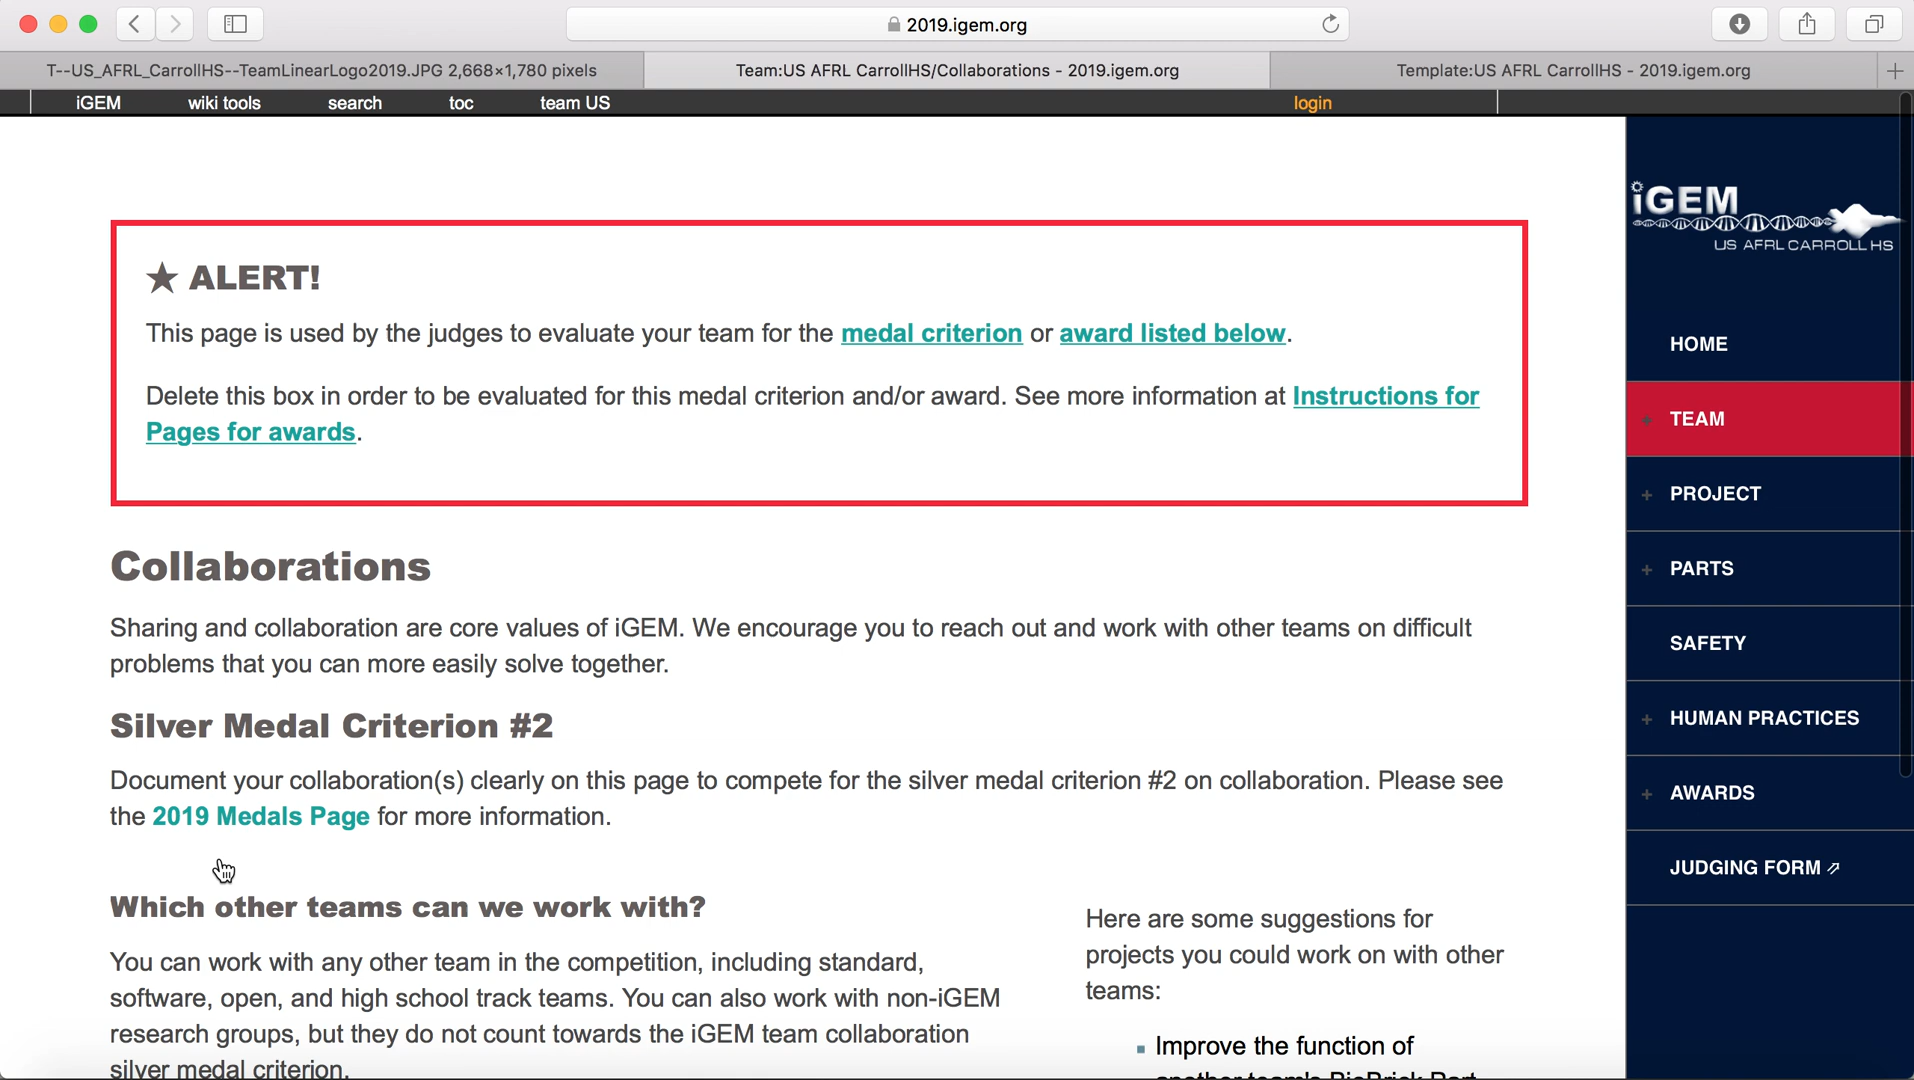 2019.igem.org
T--US_AFRL_CarrollHS--TeamLinearLogo2019.JPG 2,668×1,780 pixels
Team:US AFRL CarrollHS/Collaborations - 2019.igem.org
Template:US AFRL CarrollHS - 2019.igem.org
iGEM wiki tools search toc team US login
★ ALERT!
This page is used by the judges to evaluate your team for the medal criterion or award listed below.
Delete this box in order to be evaluated for this medal criterion and/or award. See more information at Instructions for
Pages for awards.
Collaborations
Sharing and collaboration are core values of iGEM. We encourage you to reach out and work with other teams on difficult
problems that you can more easily solve together.
Silver Medal Criterion #2
Document your collaboration(s) clearly on this page to compete for the silver medal criterion #2 on collaboration. Please see
the 2019 Medals Page for more information.
Which other teams can we work with?
You can work with any other team in the competition, including standard,
software, open, and high school track teams. You can also work with non-iGEM
research groups, but they do not count towards the iGEM team collaboration
silver medal criterion.
Here are some suggestions for
projects you could work on with other
teams:
Improve the function of
another team's BioBrick Part
iGEM
US AFRL CARROLL HS
HOME
TEAM
+ PROJECT
+ PARTS
SAFETY
+ HUMAN PRACTICES
+ AWARDS
JUDGING FORM ⇗